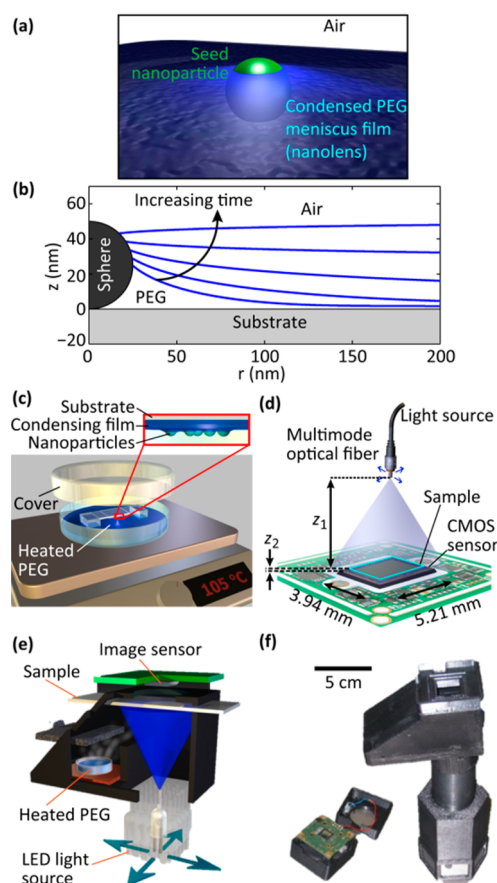 (a)
Air
Seed
nanoparticle
Condensed PEG
meniscus film
(nanolens)
(b)
Increasing time
Air
60
40
20
0
−20
z (nm)
Sphere
PEG
Substrate
0
50
100
150
200
r (nm)
(c)
Substrate
Condensing film
Nanoparticles
Cover
Heated
PEG
105 °C
(d)
Light source
Multimode
optical fiber
Sample
CMOS
sensor
z1
z2
3.94 mm
5.21 mm
(e)
Image sensor
Sample
Heated PEG
LED light
source
(f)
5 cm